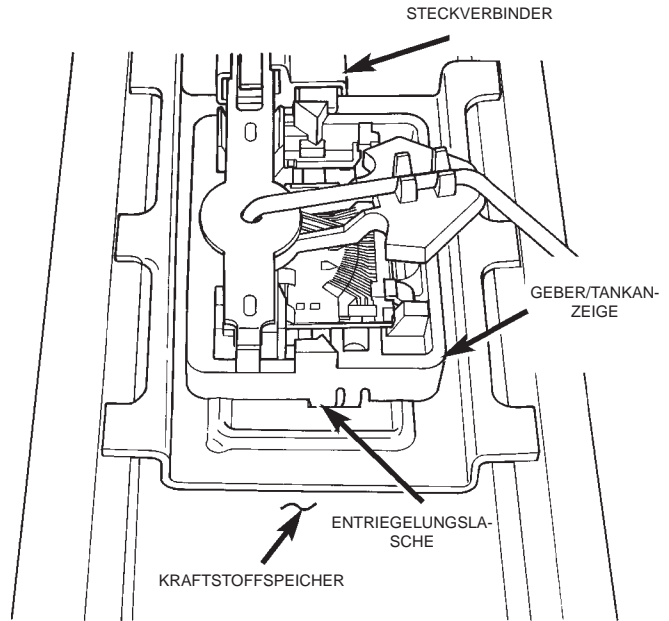 STECKVERBINDER
GEBER/TANKAN-
ZEIGE
ENTRIEGELUNGSLA-
SCHE
KRAFTSTOFFSPEICHER